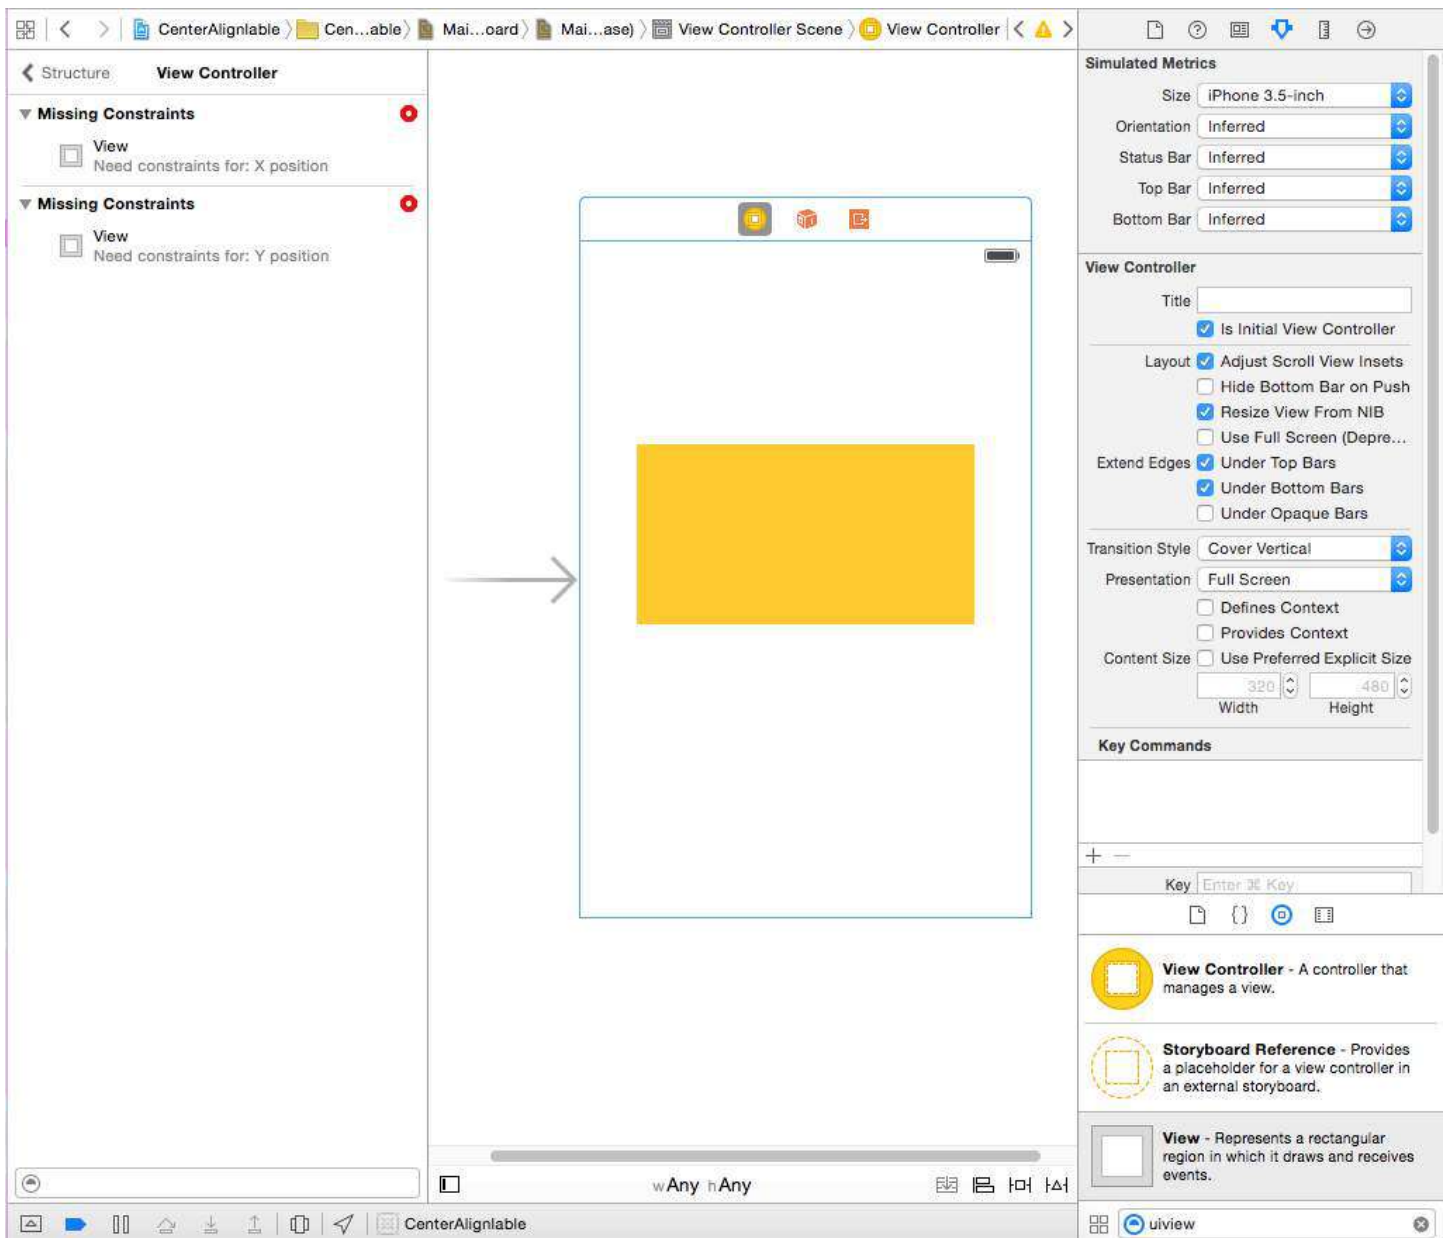 CenterAlignlable
Cen...able
Mai...oard
Mai...ase)
View Controller Scene
View Controller
Structure
View Controller
Missing Constraints
View
Need constraints for: X position
Missing Constraints
View
Need constraints for: Y position
wAny hAny
CenterAlignlable
Simulated Metrics
Size iPhone 3.5-inch
Orientation Inferred
Status Bar Inferred
Top Bar Inferred
Bottom Bar Inferred
View Controller
Title
Is Initial View Controller
Layout Adjust Scroll View Insets
Hide Bottom Bar on Push
Resize View From NIB
Use Full Screen (Depre...
Extend Edges Under Top Bars
Under Bottom Bars
Under Opaque Bars
Transition Style Cover Vertical
Presentation Full Screen
Defines Context
Provides Context
Content Size Use Preferred Explicit Size
320 480
Width Height
Key Commands
Key Enter ⌘ Key
{}
View Controller - A controller that
manages a view.
Storyboard Reference - Provides
a placeholder for a view controller in
an external storyboard.
View - Represents a rectangular
region in which it draws and receives
events.
uiview